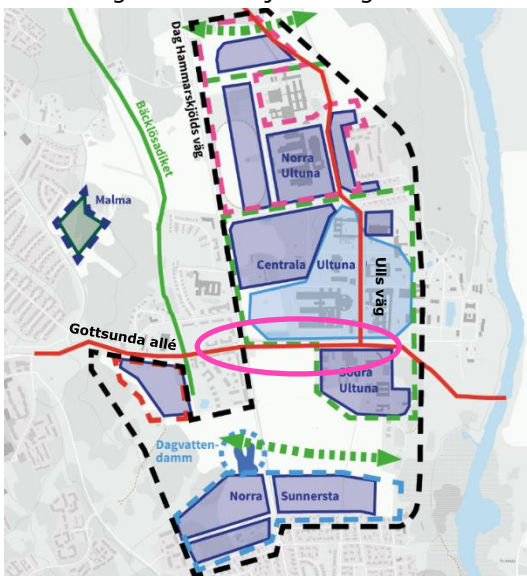 Dag Hammarskjölds väg
Bäcklösadiket
Malma
Norra
Ultuna
Centrala Ultuna
Ulls väg
Gottsunda allé
Södra
Ultuna
Dagvatten-
damm
Norra Sunnersta